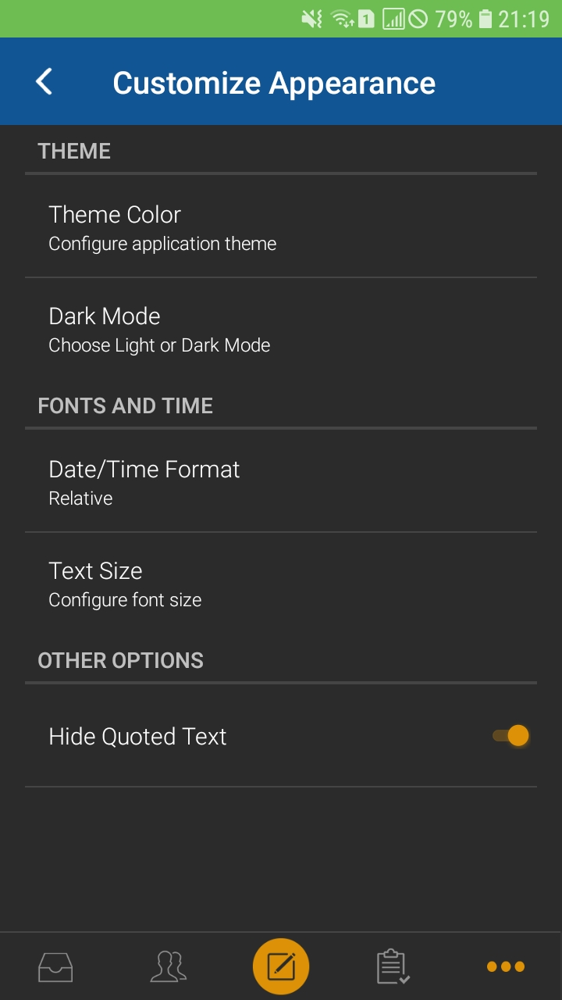 1 79% 21:19
Customize Appearance
THEME
Theme Color
Configure application theme
Dark Mode
Choose Light or Dark Mode
FONTS AND TIME
Date/Time Format
Relative
Text Size
Configure font size
OTHER OPTIONS
Hide Quoted Text